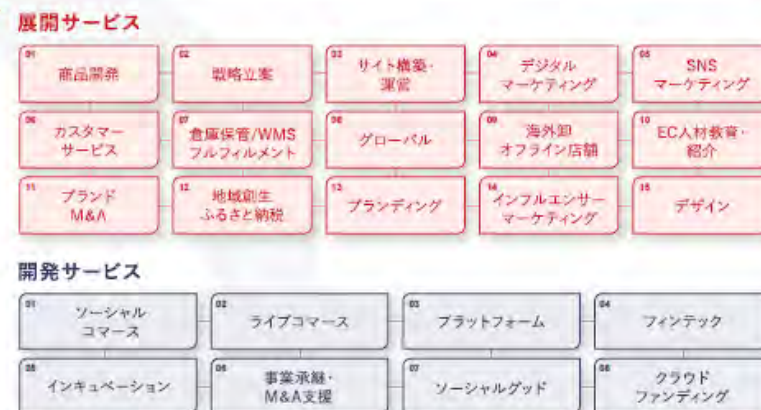 展開サービス
01
商品開発
02
戦略立案
03
サイト構築・
運営
04
デジタル
マーケティング
05
SNS
マーケティング
06
カスタマー
サービス
07
倉庫保管/WMS
フルフィルメント
08
グローバル
09
海外卸
オフライン店舗
10
EC人材教育・
紹介
11
ブランド
M&A
12
地域創生
ふるさと納税
13
ブランディング
14
インフルエンサー
マーケティング
15
デザイン
開発サービス
01
ソーシャル
コマース
02
ライブコマース
03
プラットフォーム
04
フィンテック
05
インキュベーション
06
事業承継・
M&A支援
07
ソーシャルグッド
08
クラウド
ファンディング